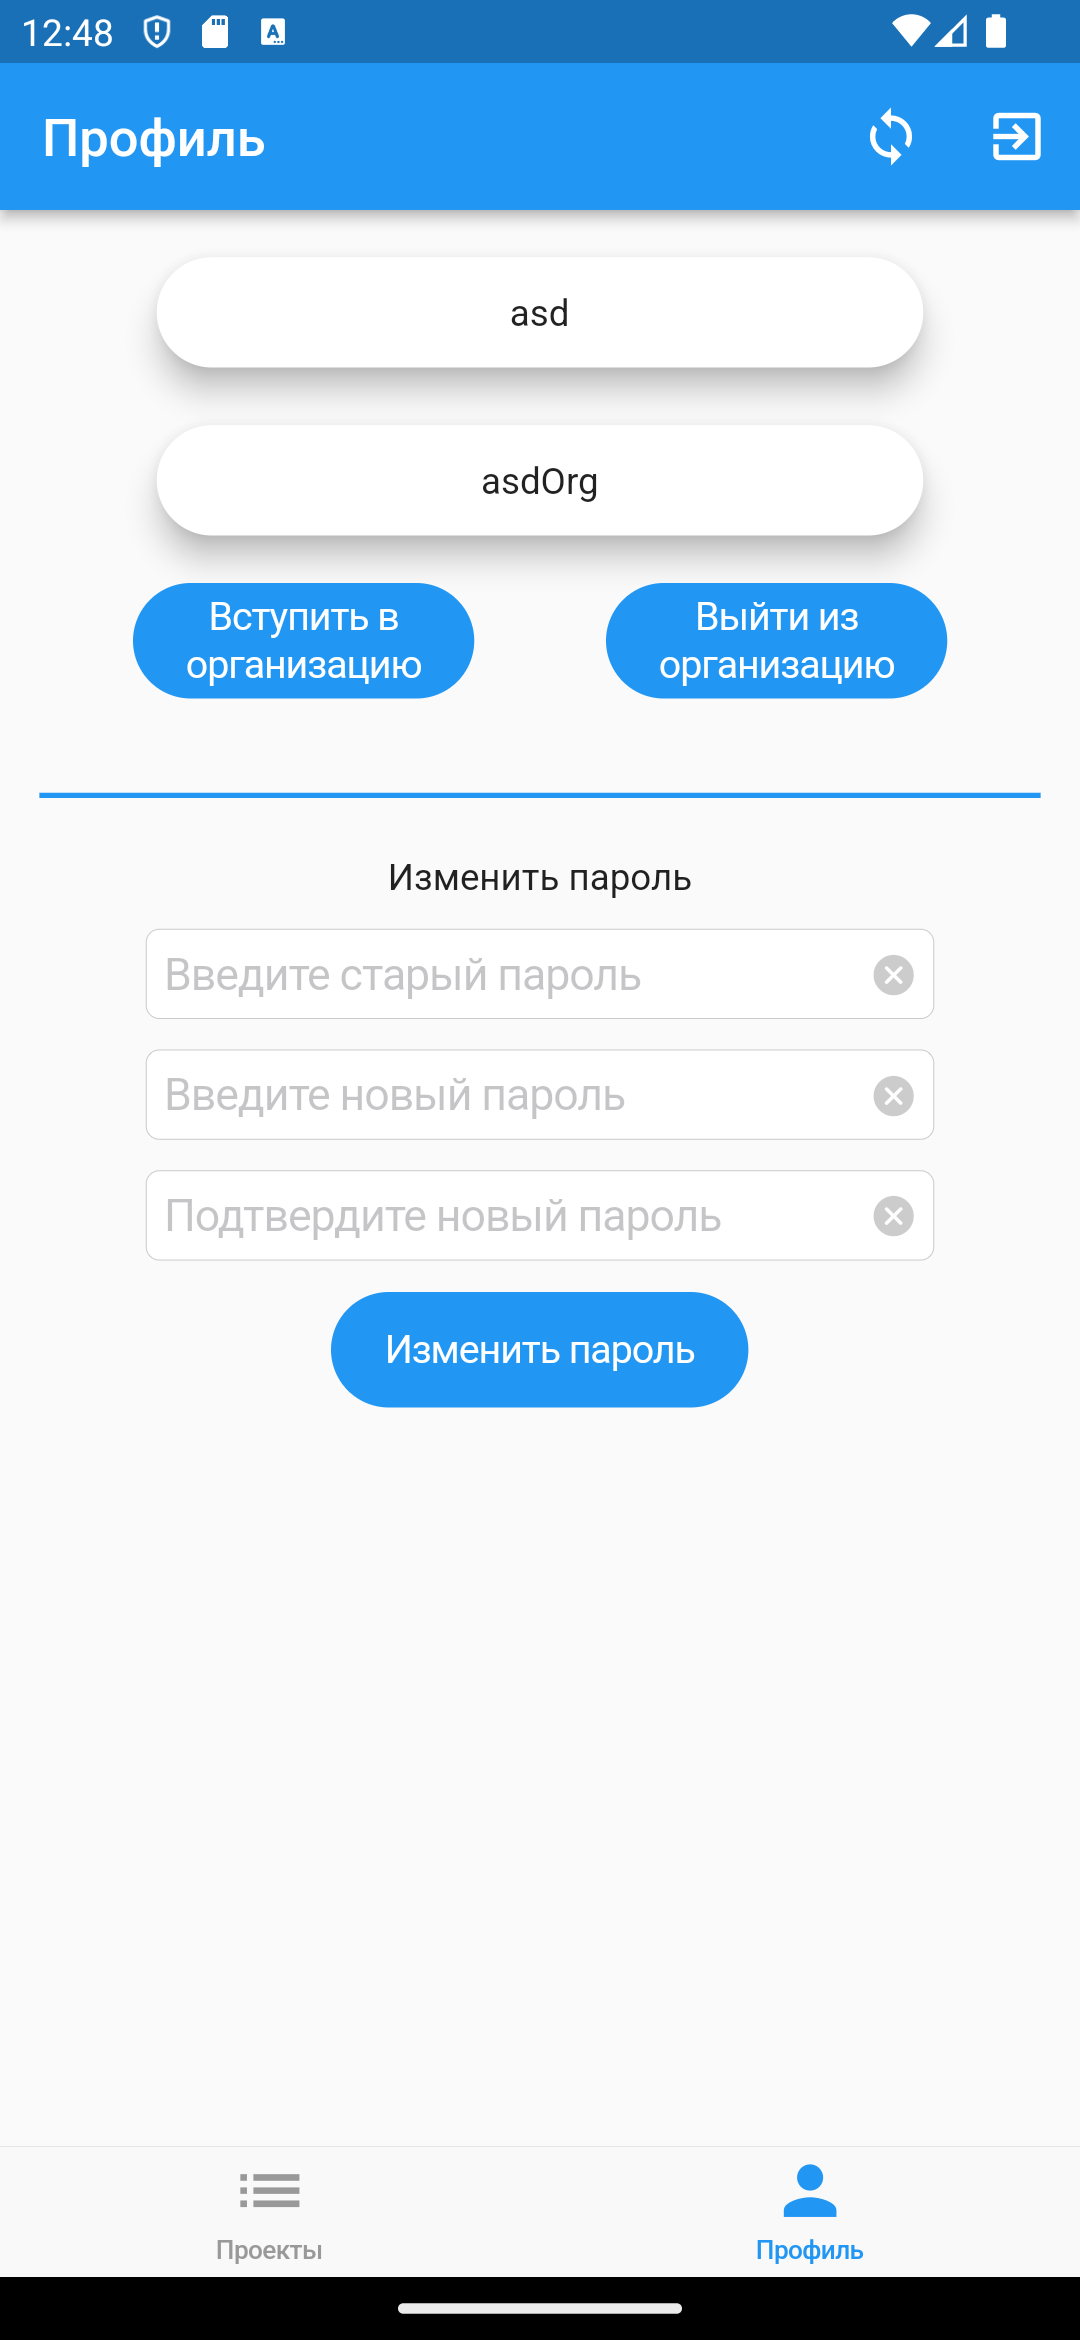 12:48
Профиль
asd
asdOrg
Вступить в
организацию
Выйти из
организацию
Изменить пароль
Введите старый пароль
Введите новый пароль
Подтвердите новый пароль
Изменить пароль
Проекты
Профиль